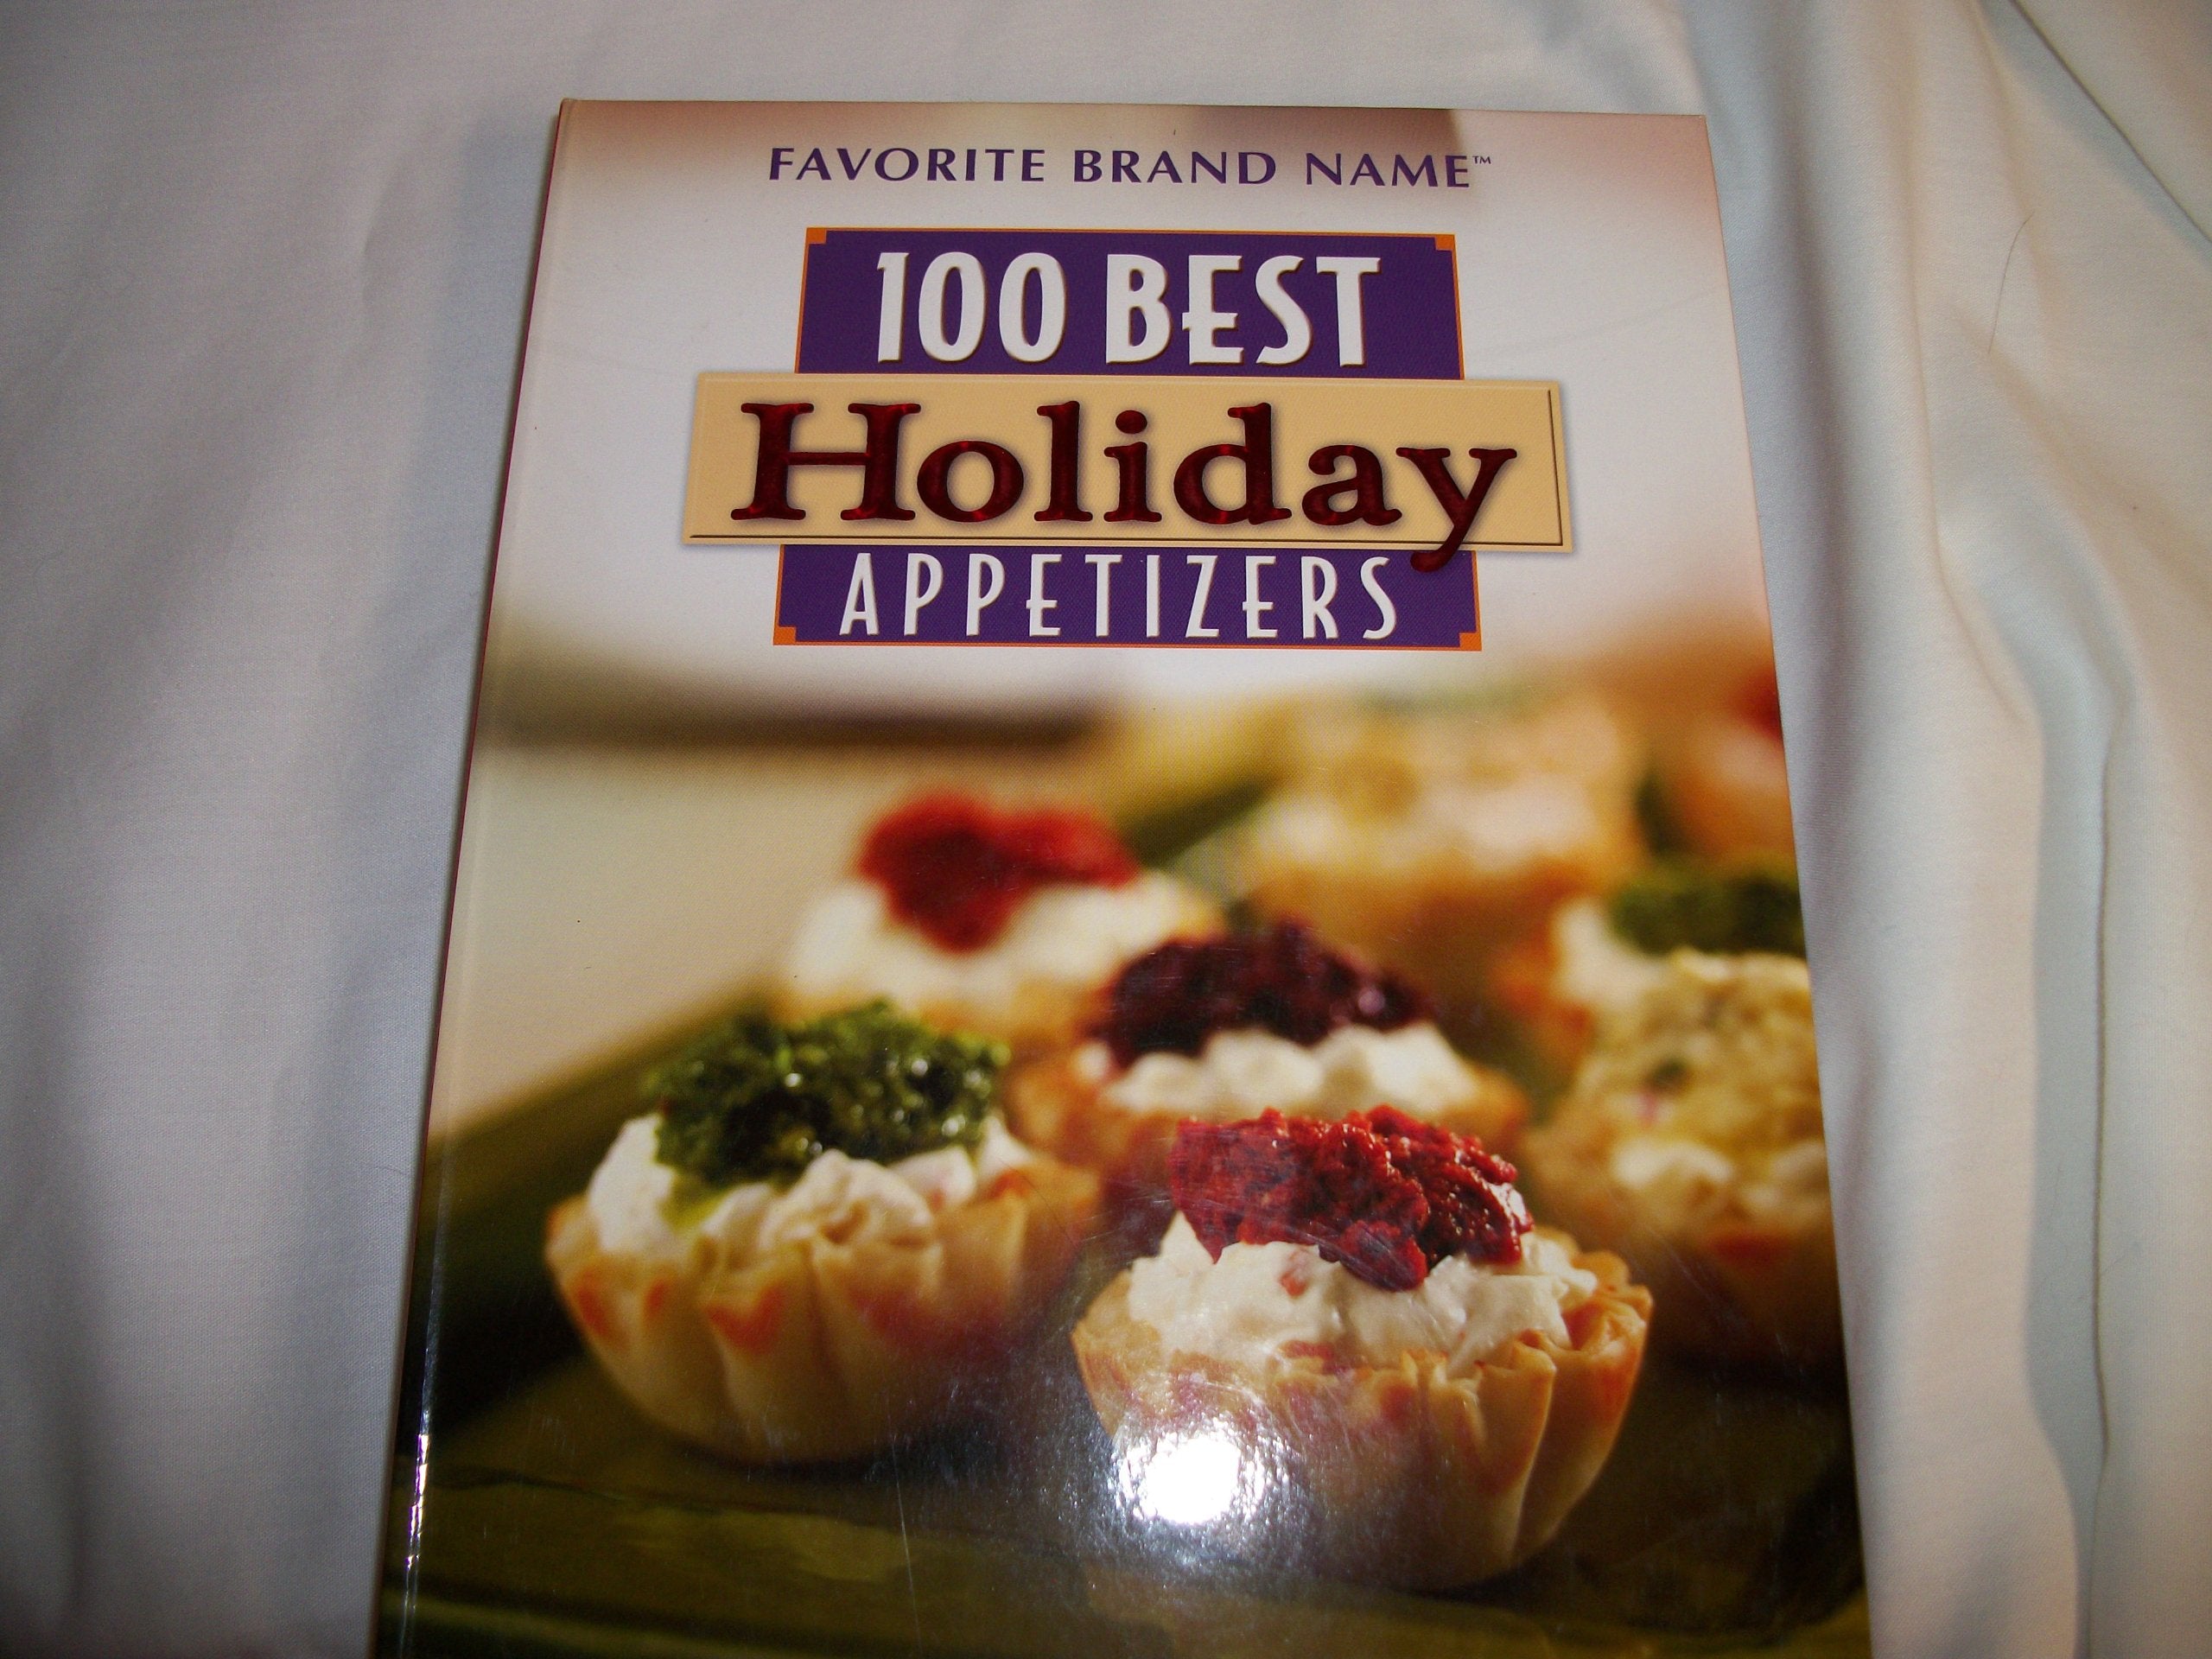 FAVORITE BRAND NAME™
100 BEST
Holiday
APPETIZERS